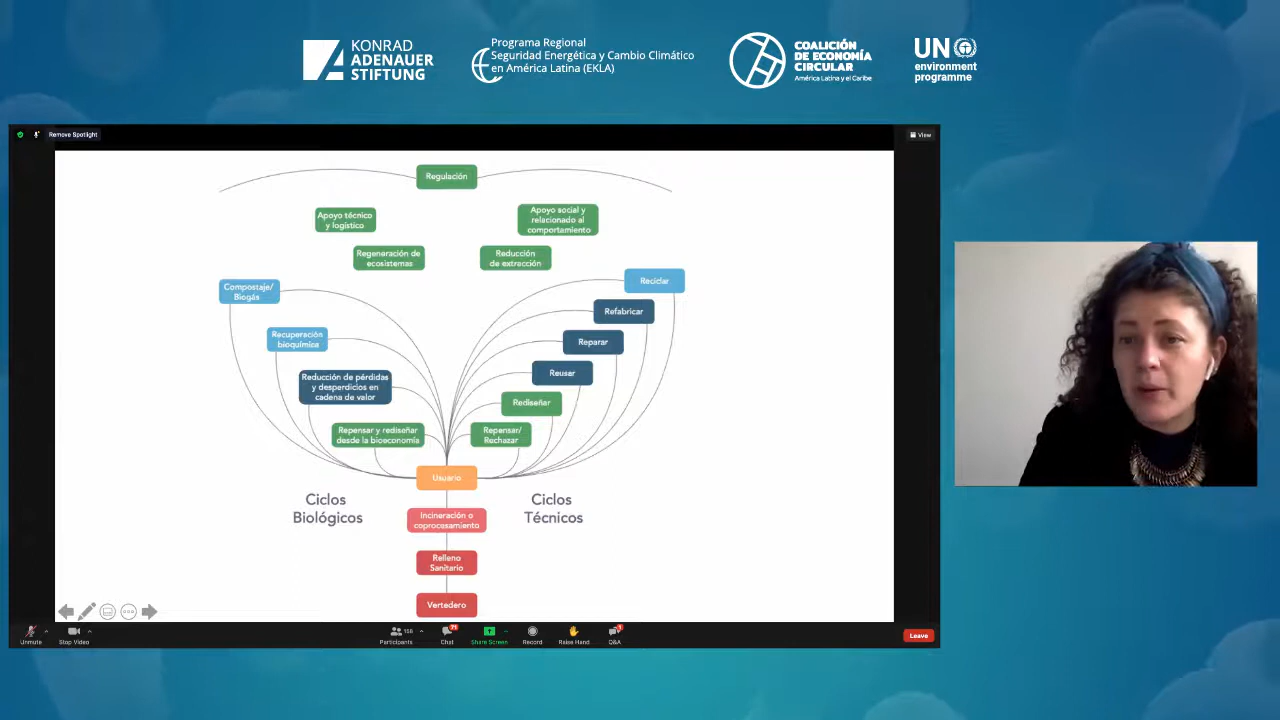 KONRAD
ADENAUER
STIFTUNG
Programa Regional
Seguridad Energética y Cambio Climático
en América Latina (EKLA)
COALICIÓN
DE ECONOMÍA
CIRCULAR
América Latina y el Caribe
UN
environment
programme
Remove Spotlight
View
Regulación
Apoyo técnico
y logístico
Apoyo social y
relacionado al
comportamiento
Regeneración de
ecosistemas
Reducción
de extracción
Compostaje/
Biogás
Reciclar
Refabricar
Recuperación
bioquímica
Reparar
Reducción de pérdidas
y desperdicios en
cadena de valor
Reusar
Rediseñar
Repensar y rediseñar
desde la bioeconomía
Repensar/
Rechazar
Usuario
Ciclos
Biológicos
Ciclos
Técnicos
Incineración o
coprocesamiento
Relleno
Sanitario
Vertedero
Unmute
Stop Video
Participants
158
Chat
71
Share Screen
Record
Raise Hand
Q&A
1
Leave